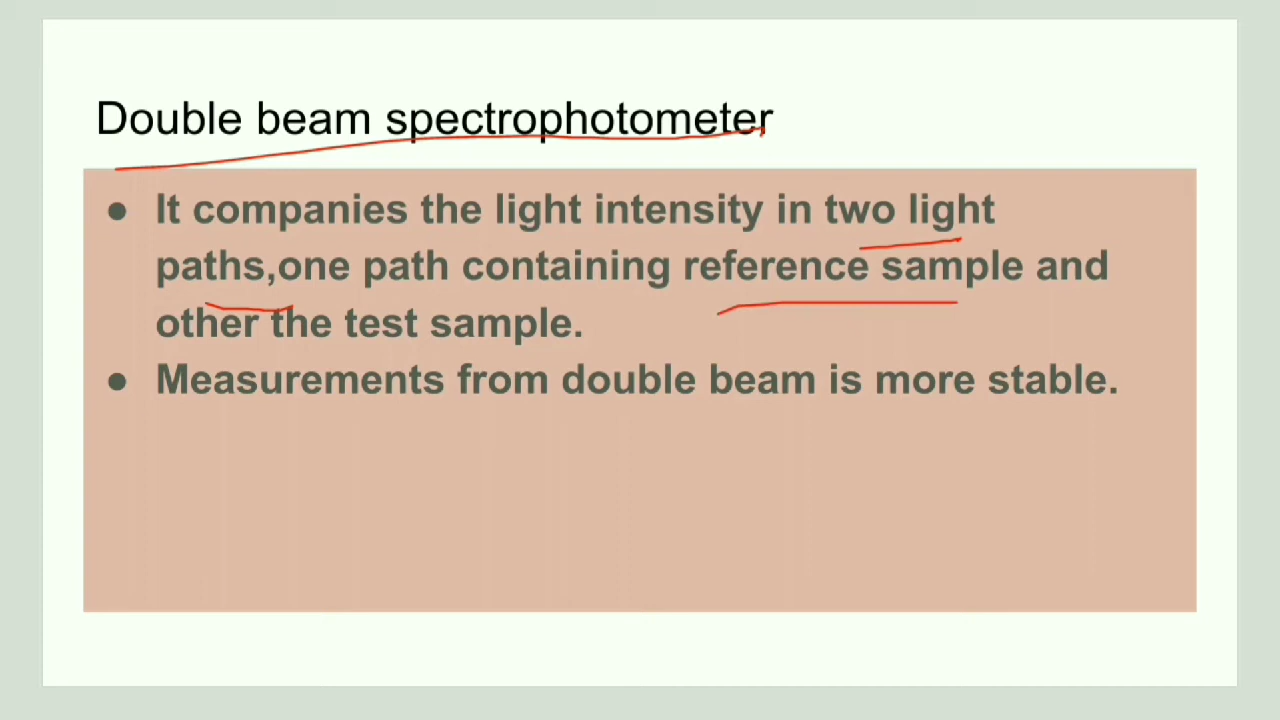 Double beam spectrophotometer
● It companies the light intensity in two light
paths,one path containing reference sample and
other the test sample.
● Measurements from double beam is more stable.